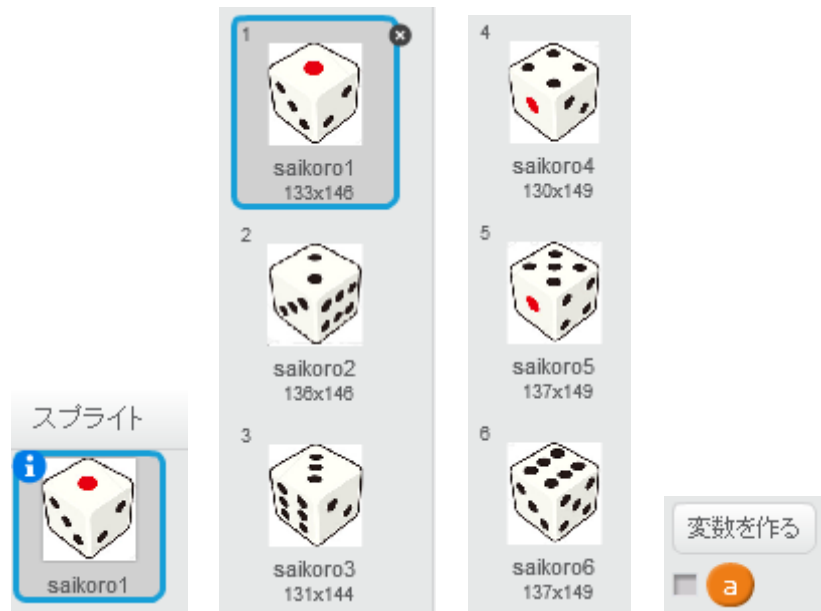 スプライト
saikoro1
1
saikoro1
133x146
2
saikoro2
136x146
3
saikoro3
131x144
4
saikoro4
130x149
5
saikoro5
137x149
6
saikoro6
137x149
変数を作る
a